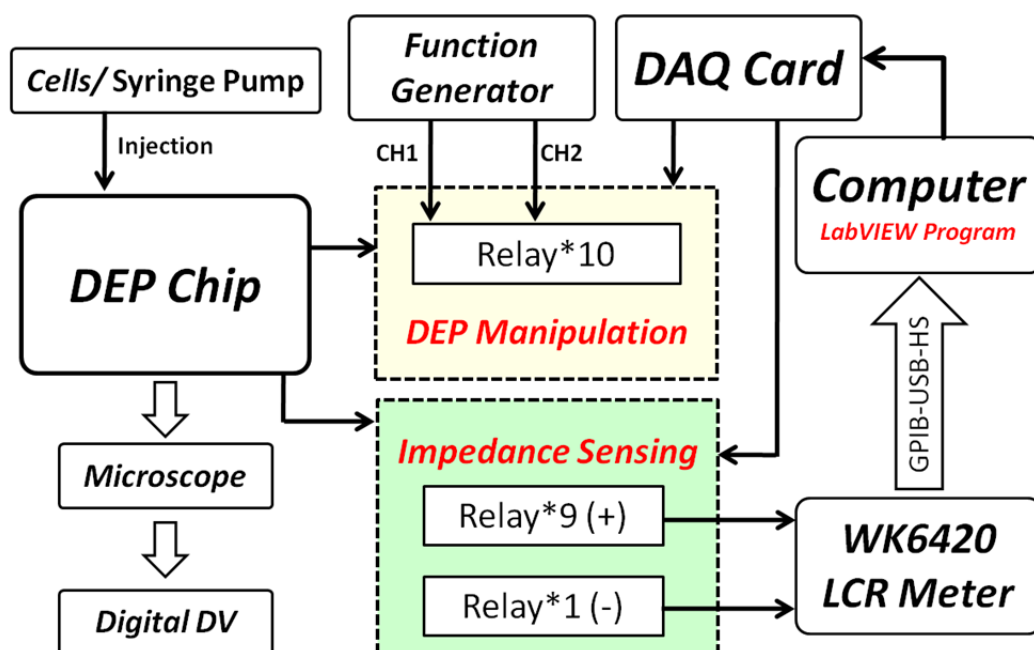 Cells/ Syringe Pump
Injection
DEP Chip
Microscope
Digital DV
Function
Generator
CH1
CH2
Relay*10
DEP Manipulation
Impedance Sensing
Relay*9 (+)
Relay*1 (-)
DAQ Card
Computer
LabVIEW Program
GPIB-USB-HS
WK6420
LCR Meter